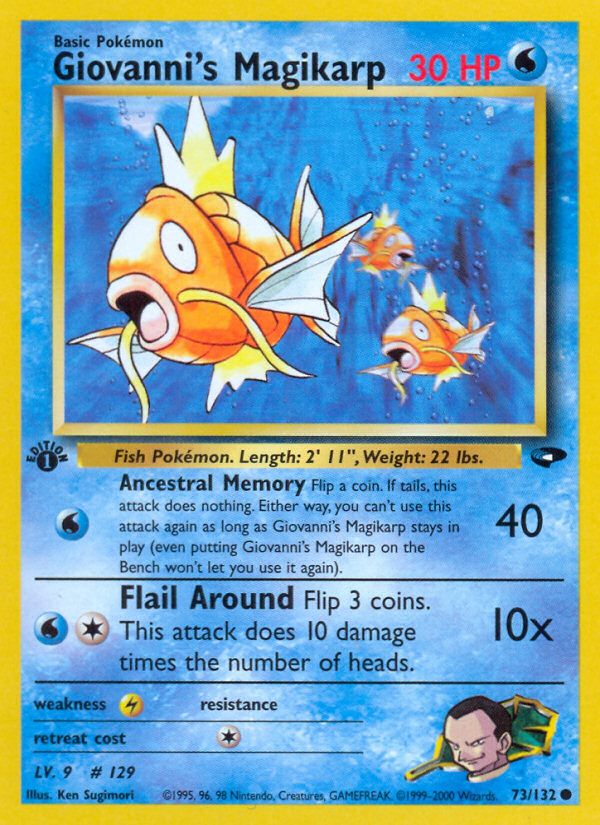 Basic Pokémon
Giovanni's Magikarp 30 HP
EDITION
1
Fish Pokémon. Length: 2' 11", Weight: 22 lbs.
Ancestral Memory Flip a coin. If tails, this
attack does nothing. Either way, you can't use this
attack again as long as Giovanni's Magikarp stays in
play (even putting Giovanni's Magikarp on the
Bench won't let you use it again).
40
Flail Around Flip 3 coins.
This attack does 10 damage
times the number of heads.
10x
weakness
resistance
retreat cost
LV. 9 # 129
Illus. Ken Sugimori ©1995, 96, 98 Nintendo, Creatures, GAMEFREAK. ©1999-2000 Wizards. 73/132